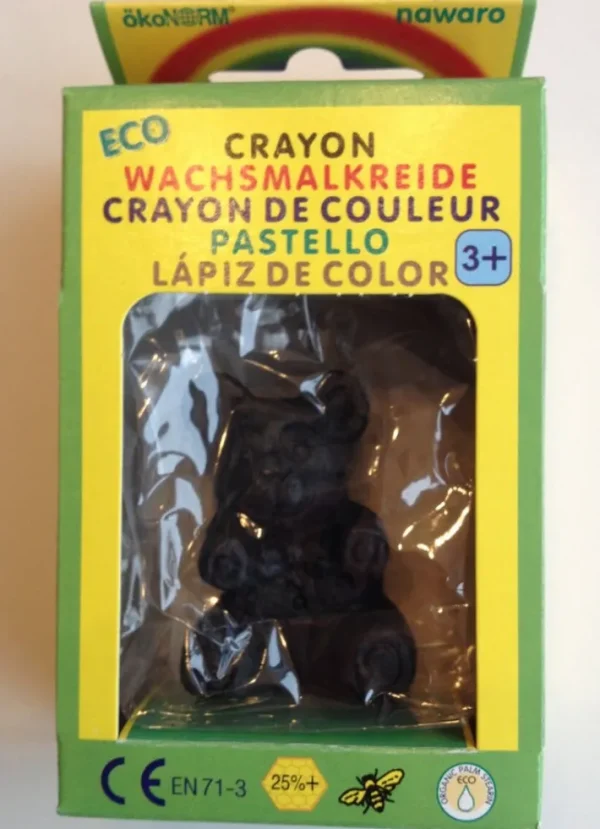 ökoNORM®
nawaro
ECO
CRAYON
WACHSMALKREIDE
CRAYON DE COULEUR
PASTELLO
LÁPIZ DE COLOR
3+
CE EN 71-3
25%+
ORGANIC PALM STEARIN
ECO